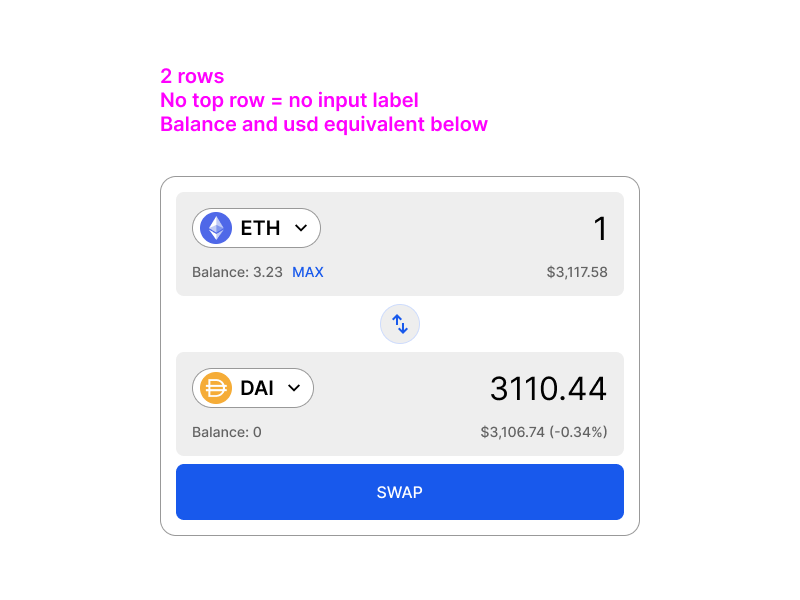 2 rows
No top row = no input label
Balance and usd equivalent below
ETH 1
Balance: 3.23 MAX $3,117.58
DAI 3110.44
Balance: 0 $3,106.74 (-0.34%)
SWAP